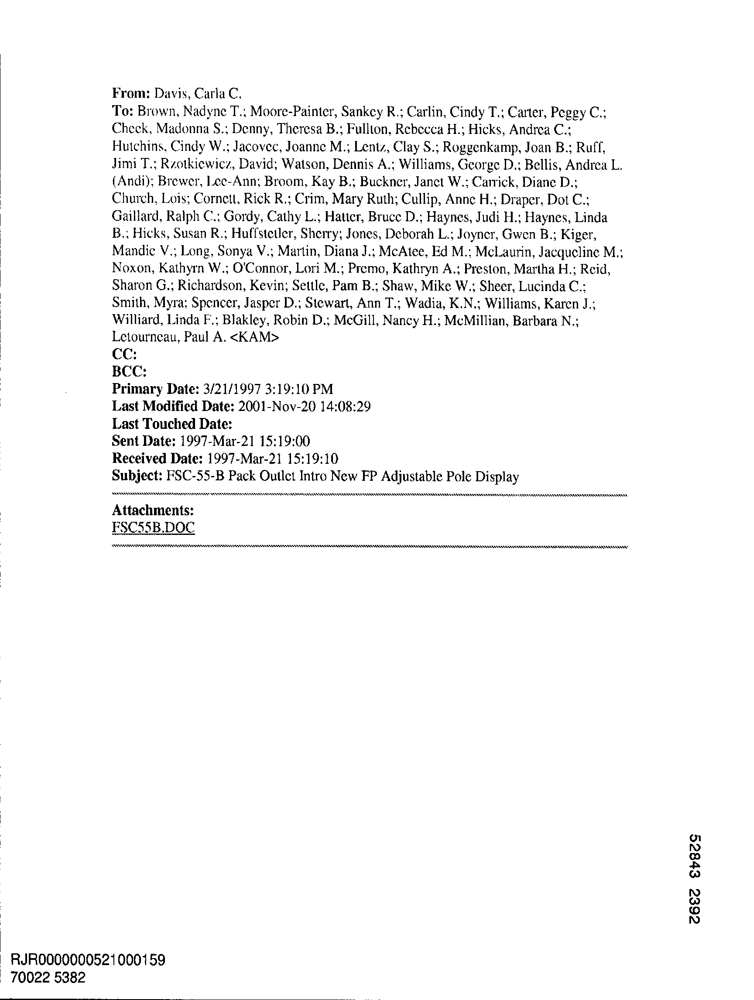 From: Davis, Carla C.
To: Brown, Nadyne T.; Moore-Painter, Sankey R.; Carlin, Cindy T.; Carter, Peggy C.;
Check, Madonna S.; Denny, Theresa B.; Fullton, Rebecca H.; Hicks, Andrea C.;
Hutchins, Cindy W.; Jacovec, Joanne M.; Lentz, Clay S.; Roggenkamp, Joan B.; Ruff,
Jimi T.; Rzotkiewicz, David; Watson, Dennis A.; Williams, George D.; Bellis, Andrea L.
(Andi); Brewer, Lee-Ann; Broom, Kay B.; Buckner, Janet W.; Carrick, Diane D.;
Church, Lois; Cornett, Rick R.; Crim, Mary Ruth; Cullip, Anne H.; Draper, Dot C.;
Gaillard, Ralph C.; Gordy, Cathy L.; Hatter, Bruce D.; Haynes, Judi H.; Haynes, Linda
B.; Hicks, Susan R.; Huffstetler, Sherry; Jones, Deborah L.; Joyner, Gwen B.; Kiger,
Mandie V.; Long, Sonya V.; Martin, Diana J.; McAtee, Ed M.; McLaurin, Jacqueline M.;
Noxon, Kathyrn W.; O'Connor, Lori M.; Premo, Kathryn A.; Preston, Martha H.; Reid,
Sharon G.; Richardson, Kevin; Settle, Pam B.; Shaw, Mike W.; Sheer, Lucinda C.;
Smith, Myra; Spencer, Jasper D.; Stewart, Ann T.; Wadia, K.N.; Williams, Karen J.;
Williard, Linda F.; Blakley, Robin D.; McGill, Nancy H.; McMillian, Barbara N.;
Letourneau, Paul A. <KAM>
CC:
BCC:
Primary Date: 3/21/1997 3:19:10 PM
Last Modified Date: 2001-Nov-20 14:08:29
Last Touched Date:
Sent Date: 1997-Mar-21 15:19:00
Received Date: 1997-Mar-21 15:19:10
Subject: FSC-55-B Pack Outlet Intro New FP Adjustable Pole Display
Attachments:
FSC55B.DOC
52843 2392
RJR0000000521000159
70022 5382